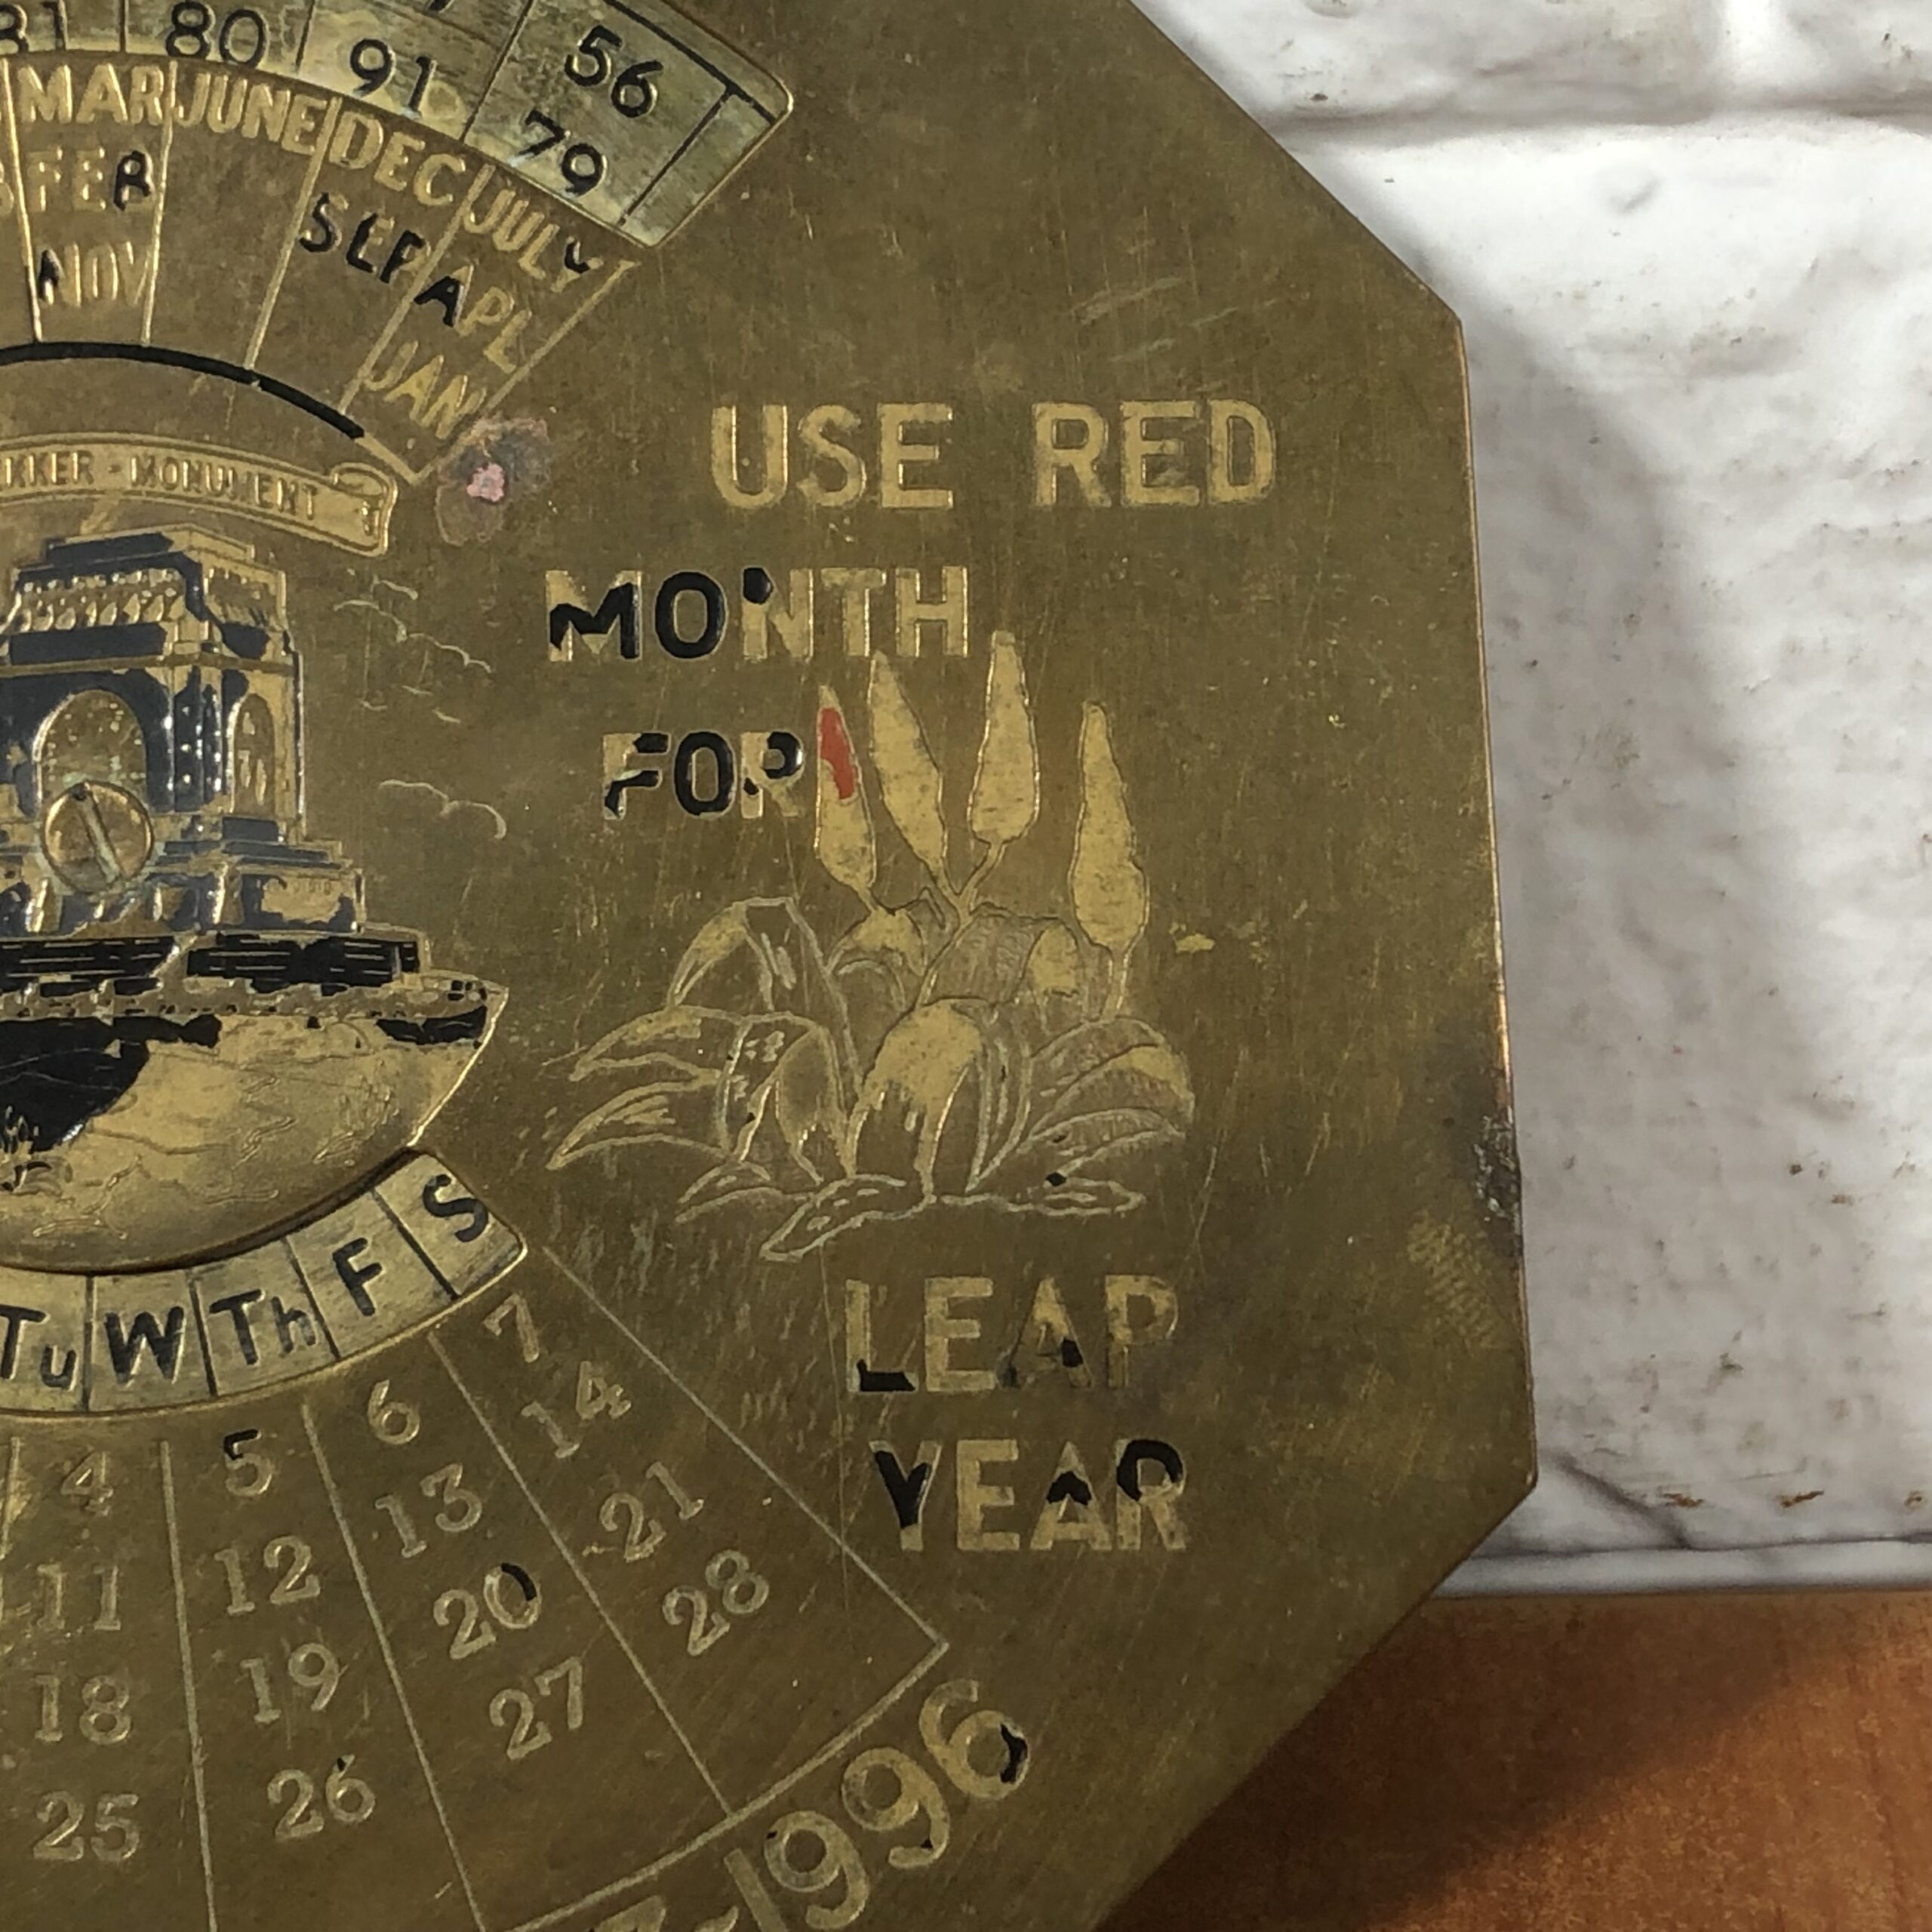 80 91 56
79
MAR JUNE DEC JULY
FEB SEP APL
NOV JAN
MONUMENT
USE RED
MONTH
FOR
LEAP
YEAR
Tu W Th F S
4 5 6 7
11 12 13 14
18 19 20 21
25 26 27 28
1996